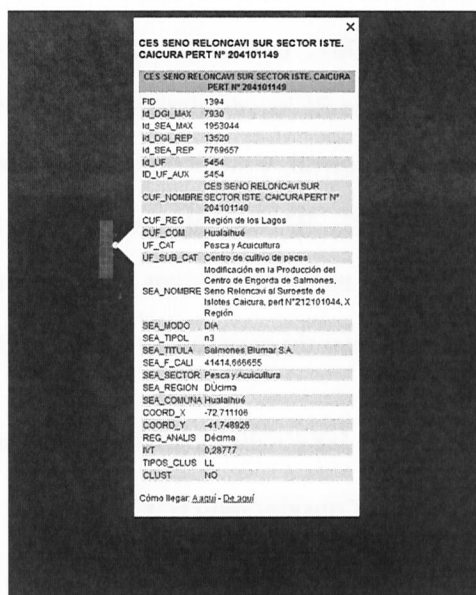 ×
CES SENO RELONCAVI SUR SECTOR ISTE.
CAICURA PERT Nº 204101149
CES SENO RELONCAVI SUR SECTOR ISTE. CAICURA
PERT Nº 204101149
FID 1394
Id_DGI_MAX 7930
Id_SEA_MAX 1953044
Id_DGI_REP 13520
Id_SEA_REP 7769657
Id_UF 5454
ID_UF_AUX 5454
CES SENO RELONCAVI SUR
CUF_NOMBRE SECTOR ISTE. CAICURA PERT Nº
204101149
CUF_REG Región de los Lagos
CUF_COM Hualaihué
UF_CAT Pesca y Acuicultura
UF_SUB_CAT Centro de cultivo de peces
Modificación en la Producción del
Centro de Engorda de Salmones,
SEA_NOMBRE Seno Reloncavi al Suroeste de
Islotes Caicura, pert N°212101044, X
Región
SEA_MODO DIA
SEA_TIPOL n3
SEA_TITULA Salmones Blumar S.A.
SEA_F_CALI 41414,666655
SEA_SECTOR Pesca y Acuicultura
SEA_REGION DÚcima
SEA_COMUNA Hualaihué
COORD_X -72,711106
COORD_Y -41,748926
REG_ANALIS Décima
IVT 0,28777
TIPOS_CLUS LL
CLUST NO
Cómo llegar: A aquí - De aquí